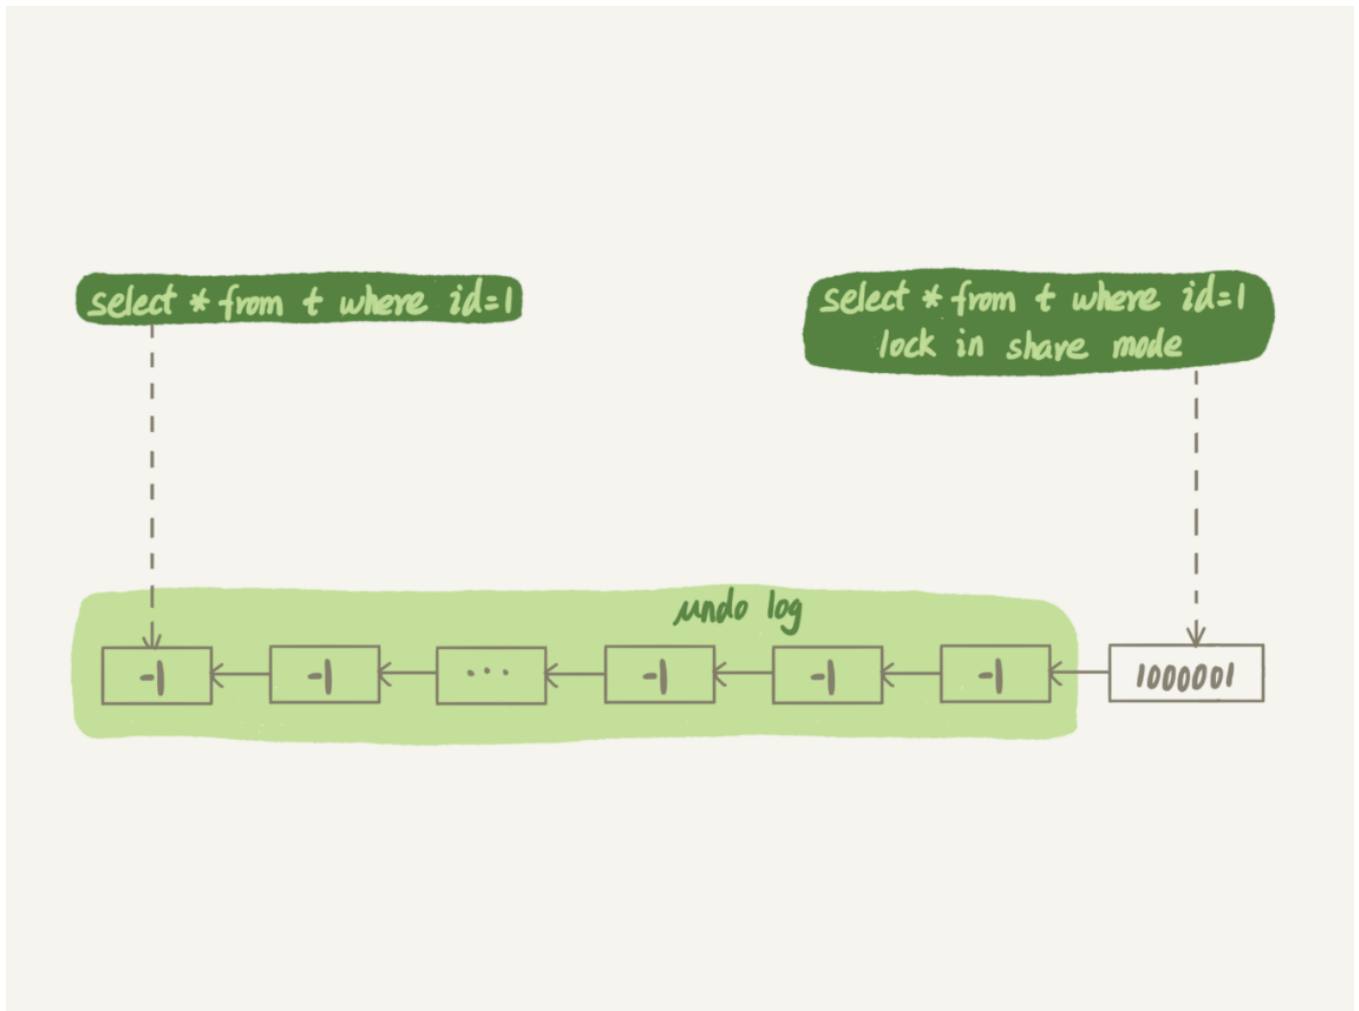 select * from t where id=1
select * from t where id=1
lock in share mode
undo log
-1
-1
...
-1
-1
-1
1000001